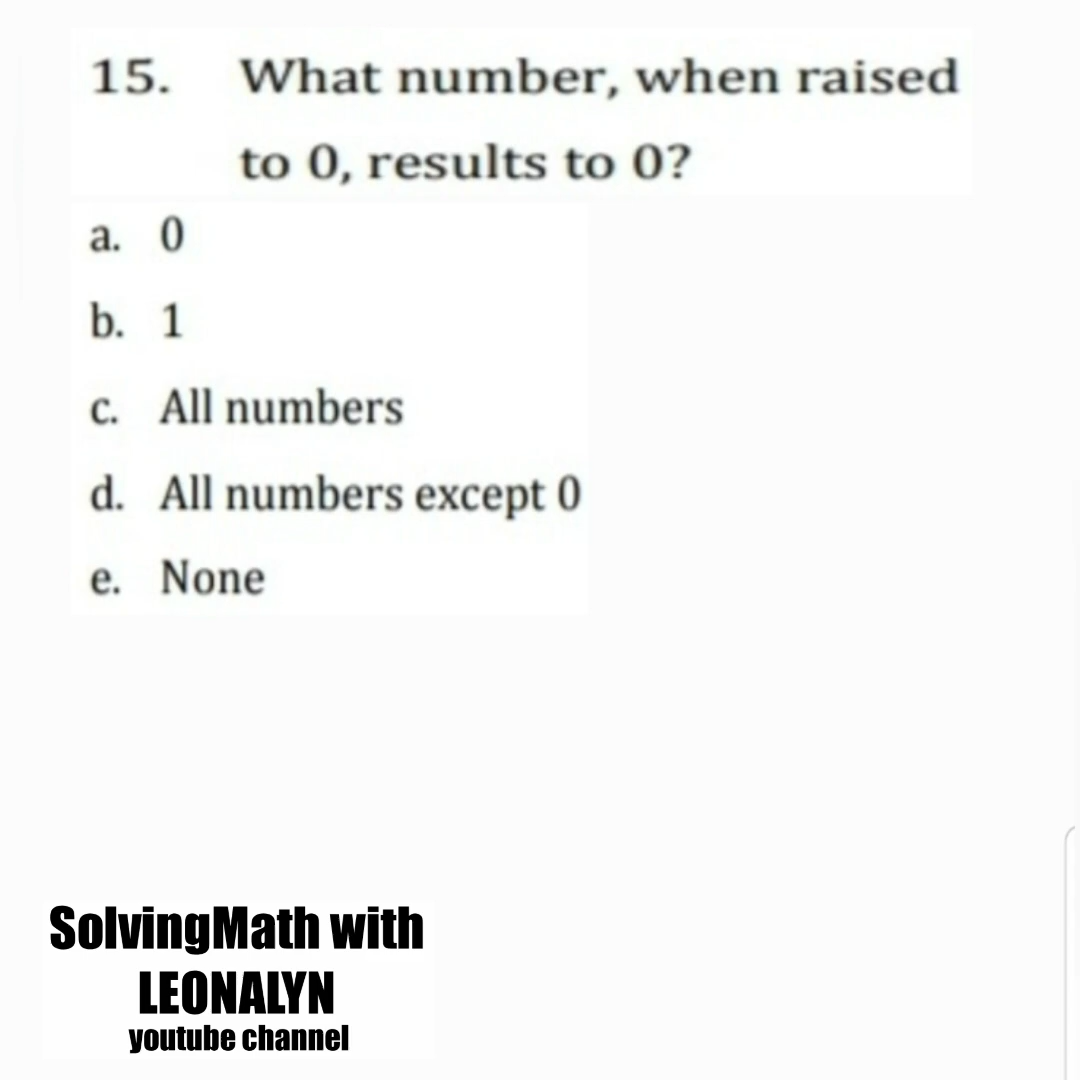 15. What number, when raised
to 0, results to 0?
a. 0
b. 1
c. All numbers
d. All numbers except 0
e. None
SolvingMath with
LEONALYN
youtube channel